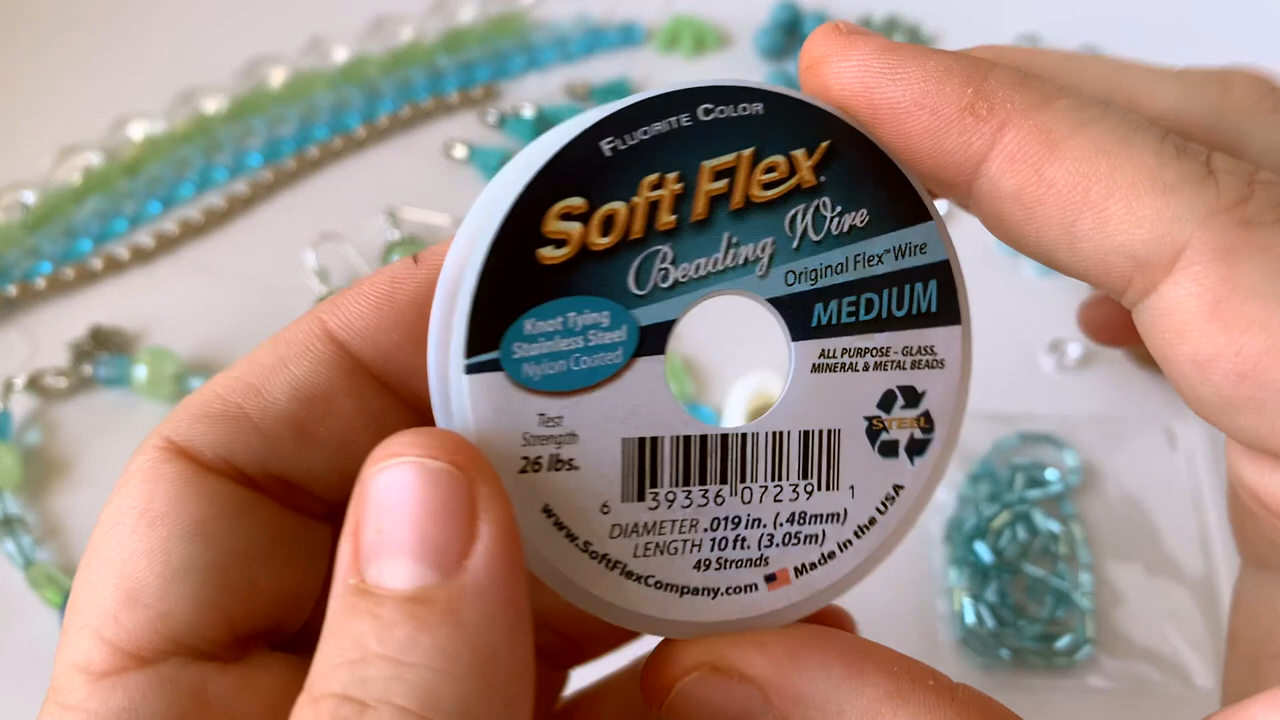 Fluorite Color
Soft Flex®
Beading Wire
Original Flex™ Wire
MEDIUM
Knot Tying
Stainless Steel
Nylon Coated
ALL PURPOSE – GLASS,
MINERAL & METAL BEADS
STEEL
Test
Strength
26 lbs.
6 39336 07239 1
DIAMETER .019 in. (.48mm)
LENGTH 10 ft. (3.05m)
49 Strands
www.SoftFlexCompany.com Made in the USA